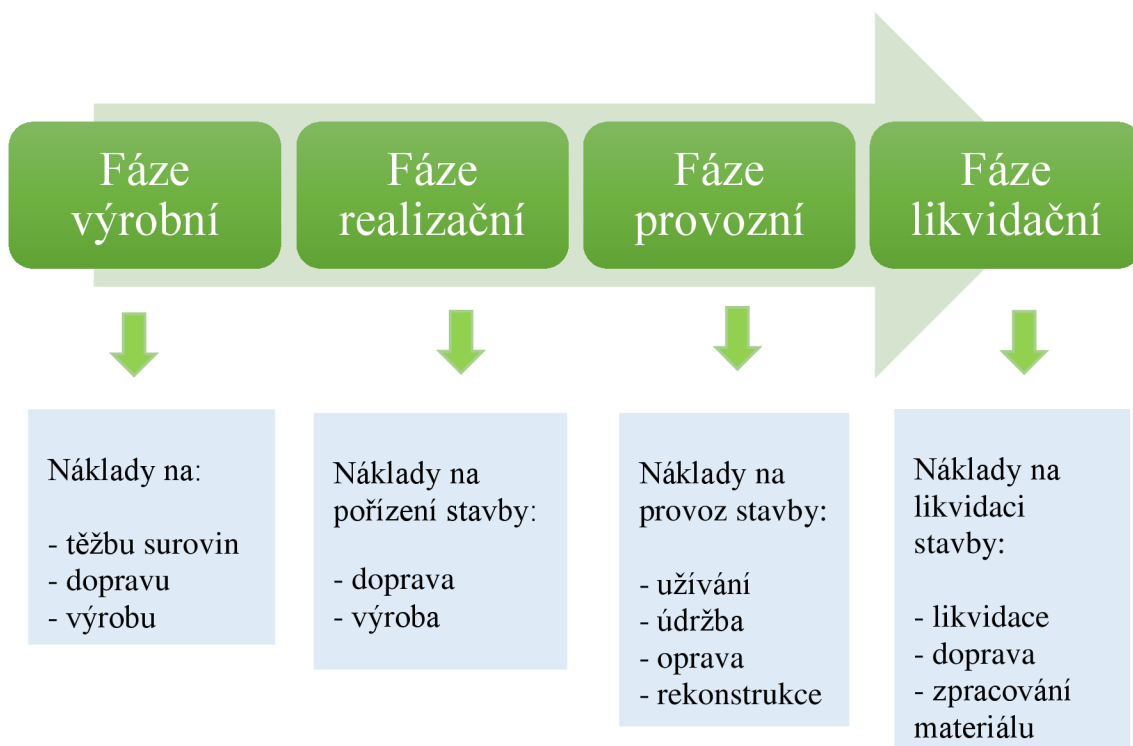 Fáze
výrobní
Fáze
realizační
Fáze
provozní
Fáze
likvidační
Náklady na:
- těžbu surovin
- dopravu
- výrobu
Náklady na
pořízení stavby:
- doprava
- výroba
Náklady na
provoz stavby:
- užívání
- údržba
- oprava
- rekonstrukce
Náklady na
likvidaci
stavby:
- likvidace
- doprava
- zpracování
materiálu